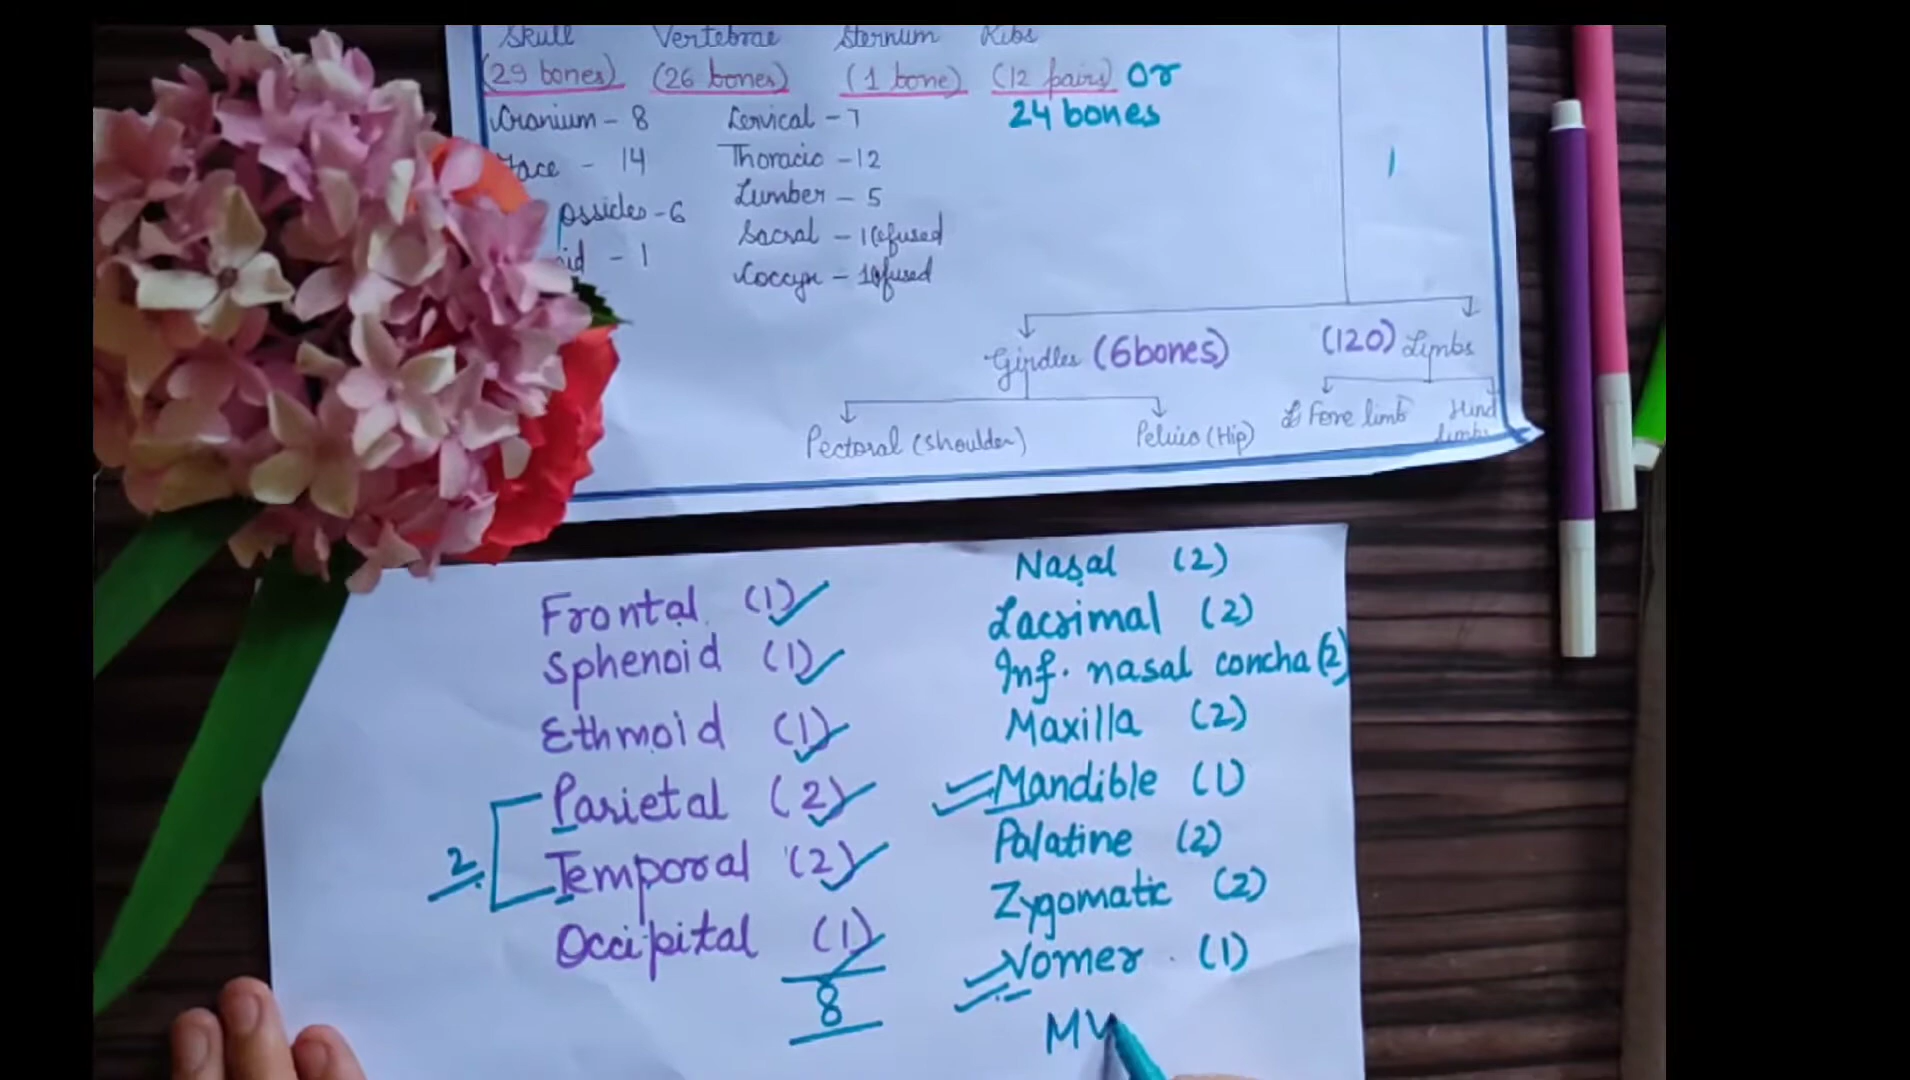 Skull Vertebrae Sternum Ribs
(29 bones) (26 bones) (1 bone) (12 pairs) or
24 bones
Cranium - 8
Face - 14
ossicles - 6
- 1
Cervical - 7
Thoracic - 12
Lumber - 5
Sacral - 1 fused
Coccyx - 1 fused
Girdles (6 bones) (120) Limbs
Pectoral (Shoulder) Pelvic (Hip) Fore limb Hind
limbs
Frontal (1)
Sphenoid (1)
Ethmoid (1)
Parietal (2)
2
Temporal (2)
Occipital (1)
8
Nasal (2)
Lacrimal (2)
Inf. nasal concha (2)
Maxilla (2)
Mandible (1)
Palatine (2)
Zygomatic (2)
Vomer (1)
MV